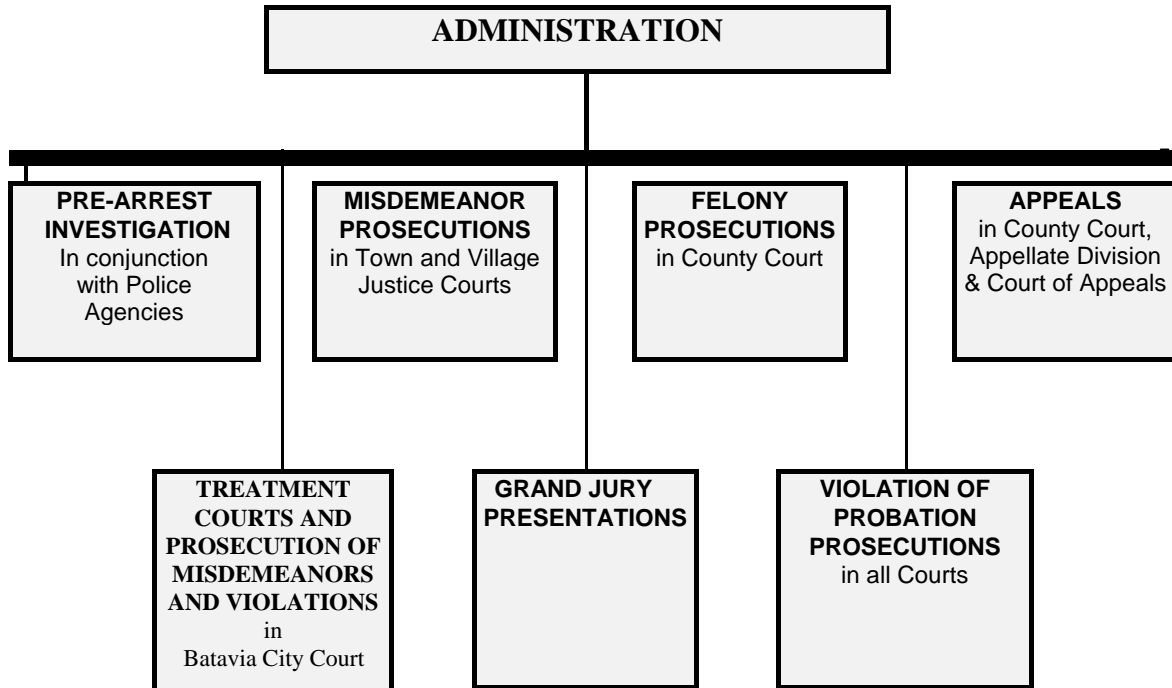 ADMINISTRATION
PRE-ARREST
INVESTIGATION
In conjunction
with Police
Agencies
MISDEMEANOR
PROSECUTIONS
in Town and Village
Justice Courts
FELONY
PROSECUTIONS
in County Court
APPEALS
in County Court,
Appellate Division
& Court of Appeals
TREATMENT
COURTS AND
PROSECUTION OF
MISDEMEANORS
AND VIOLATIONS
in
Batavia City Court
GRAND JURY
PRESENTATIONS
VIOLATION OF
PROBATION
PROSECUTIONS
in all Courts